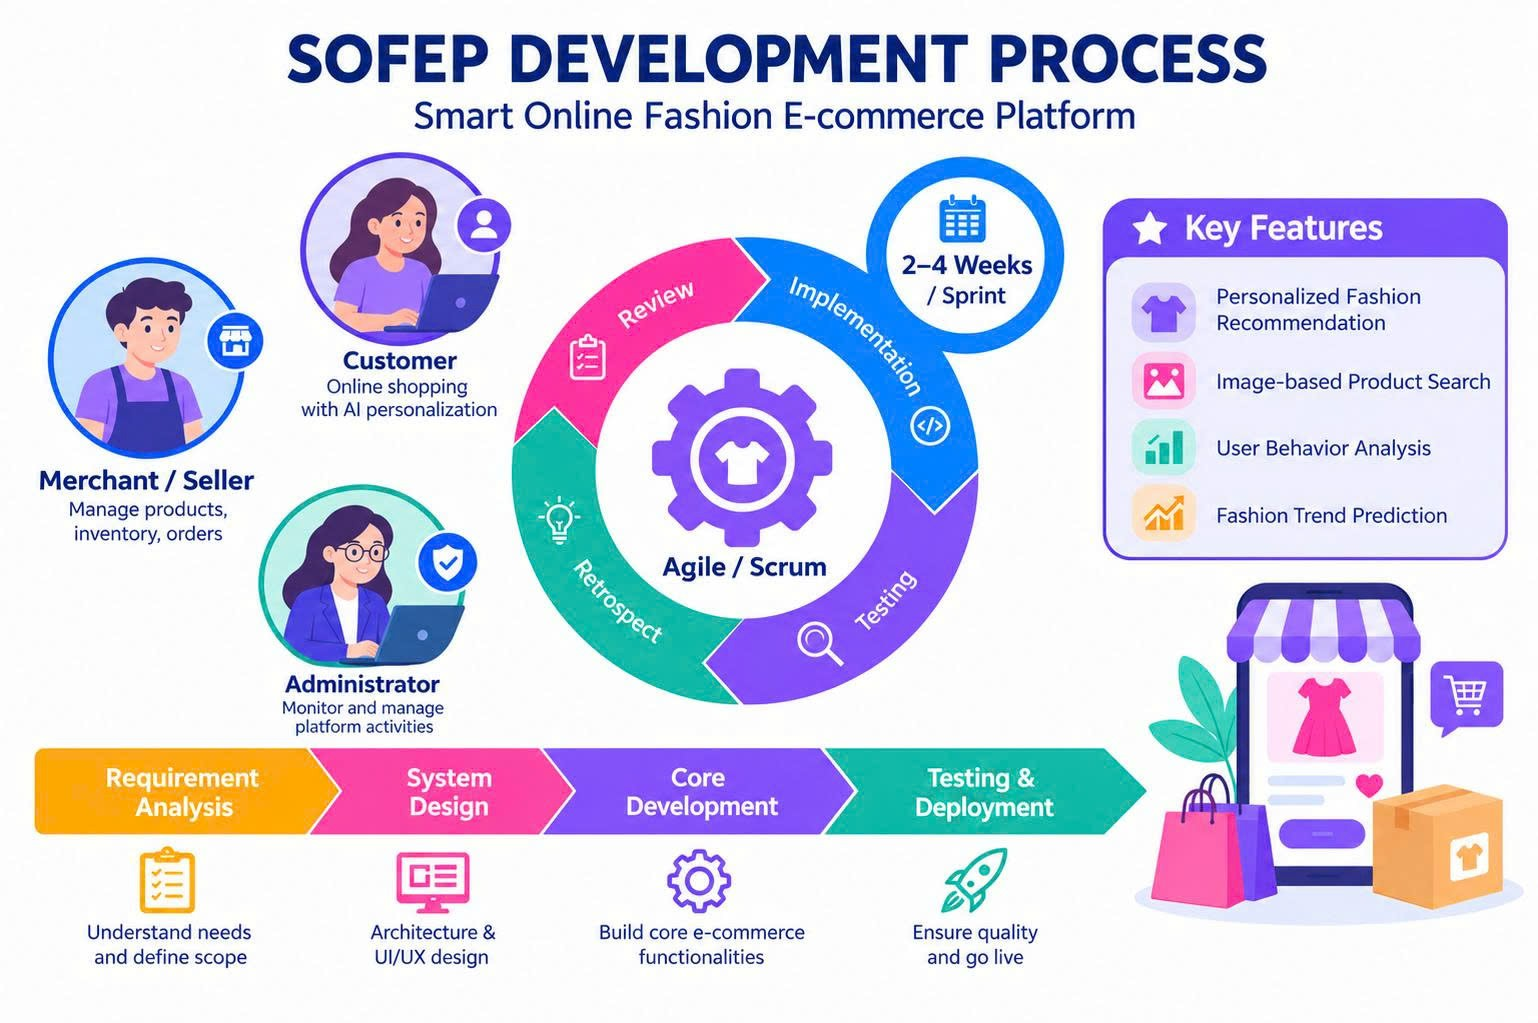 SOFEP DEVELOPMENT PROCESS
Smart Online Fashion E-commerce Platform
Customer
Online shopping
with AI personalization
Merchant / Seller
Manage products,
inventory, orders
Administrator
Monitor and manage
platform activities
Review
Implementation
Testing
Retrospect
Agile / Scrum
2–4 Weeks
/ Sprint
Key Features
Personalized Fashion
Recommendation
Image-based Product Search
User Behavior Analysis
Fashion Trend Prediction
Requirement
Analysis
Understand needs
and define scope
System
Design
Architecture &
UI/UX design
Core
Development
Build core e-commerce
functionalities
Testing &
Deployment
Ensure quality
and go live